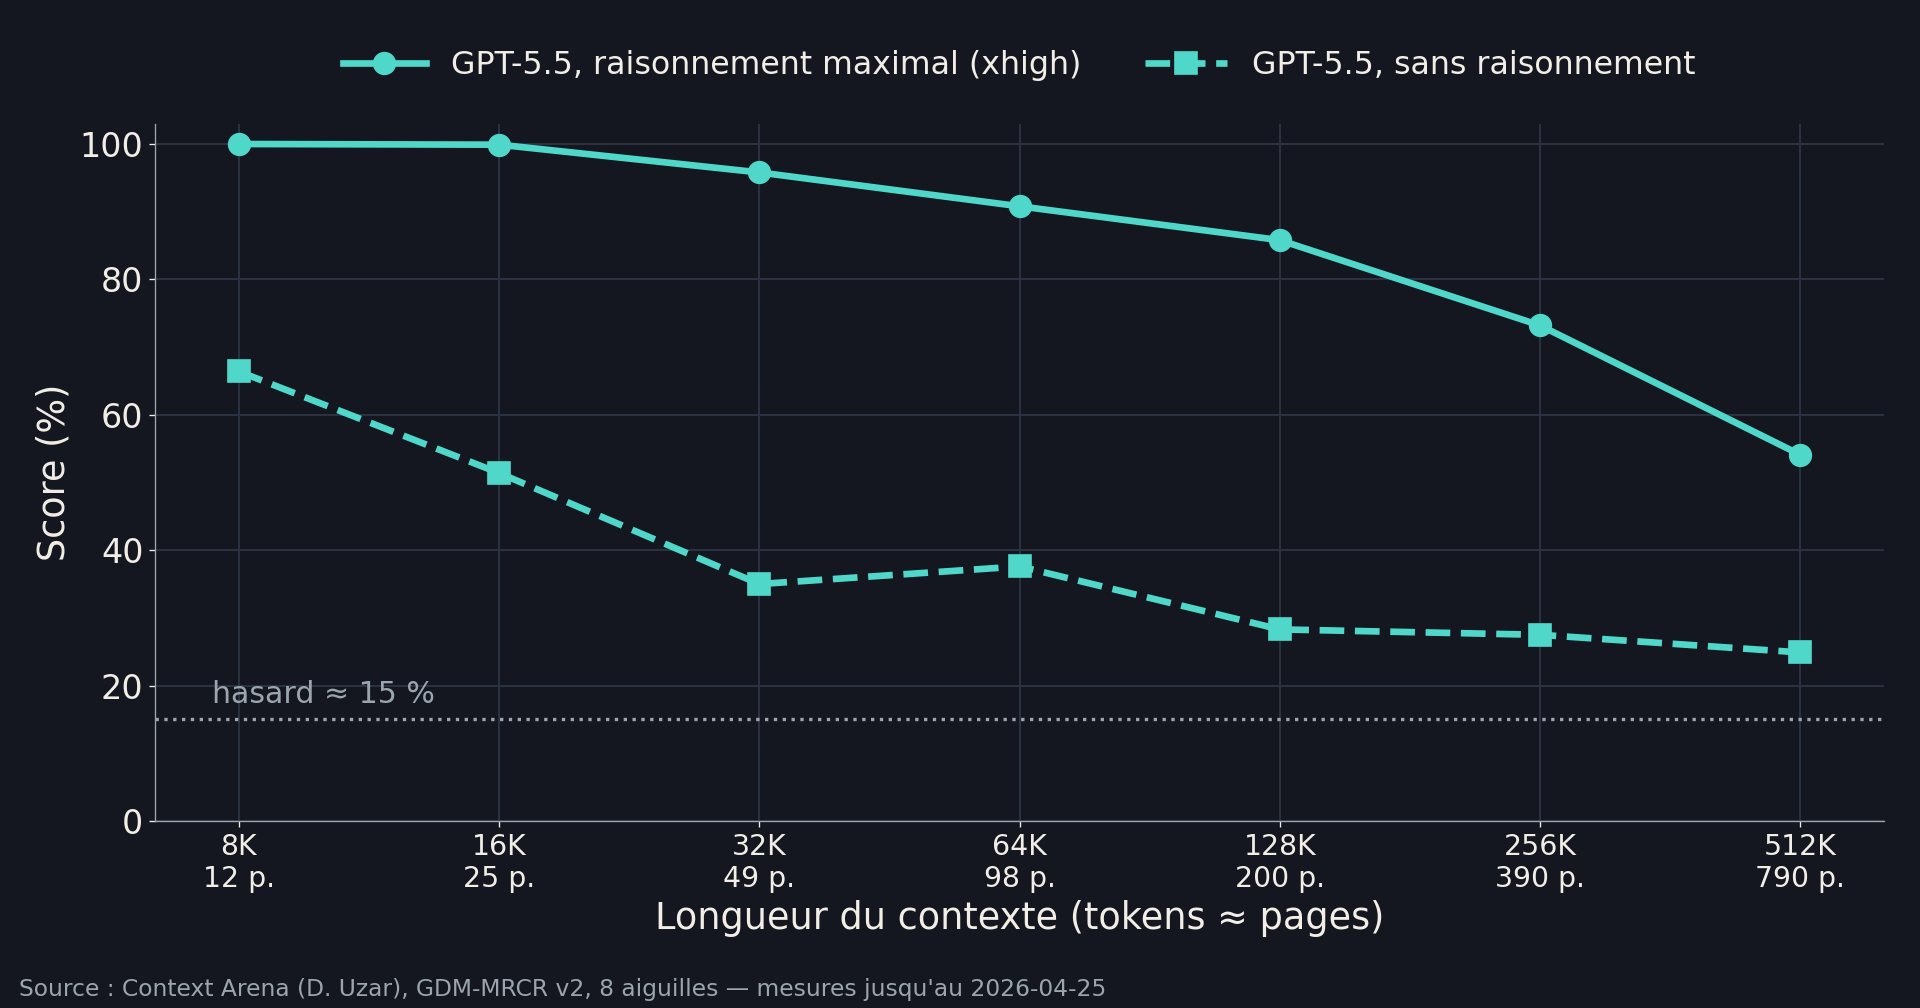 GPT-5.5, raisonnement maximal (xhigh)
GPT-5.5, sans raisonnement
Score (%)
100
80
60
40
20
0
hasard ≈ 15 %
8K 16K 32K 64K 128K 256K 512K
12 p. 25 p. 49 p. 98 p. 200 p. 390 p. 790 p.
Longueur du contexte (tokens ≈ pages)
Source : Context Arena (D. Uzar), GDM-MRCR v2, 8 aiguilles — mesures jusqu'au 2026-04-25